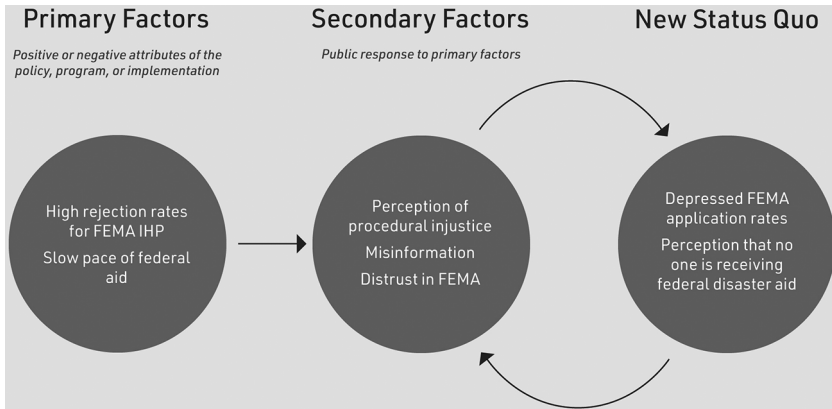 Primary Factors
Positive or negative attributes of the
policy, program, or implementation
High rejection rates
for FEMA IHP
Slow pace of federal
aid
Secondary Factors
Public response to primary factors
Perception of
procedural injustice
Misinformation
Distrust in FEMA
New Status Quo
Depressed FEMA
application rates
Perception that no
one is receiving
federal disaster aid